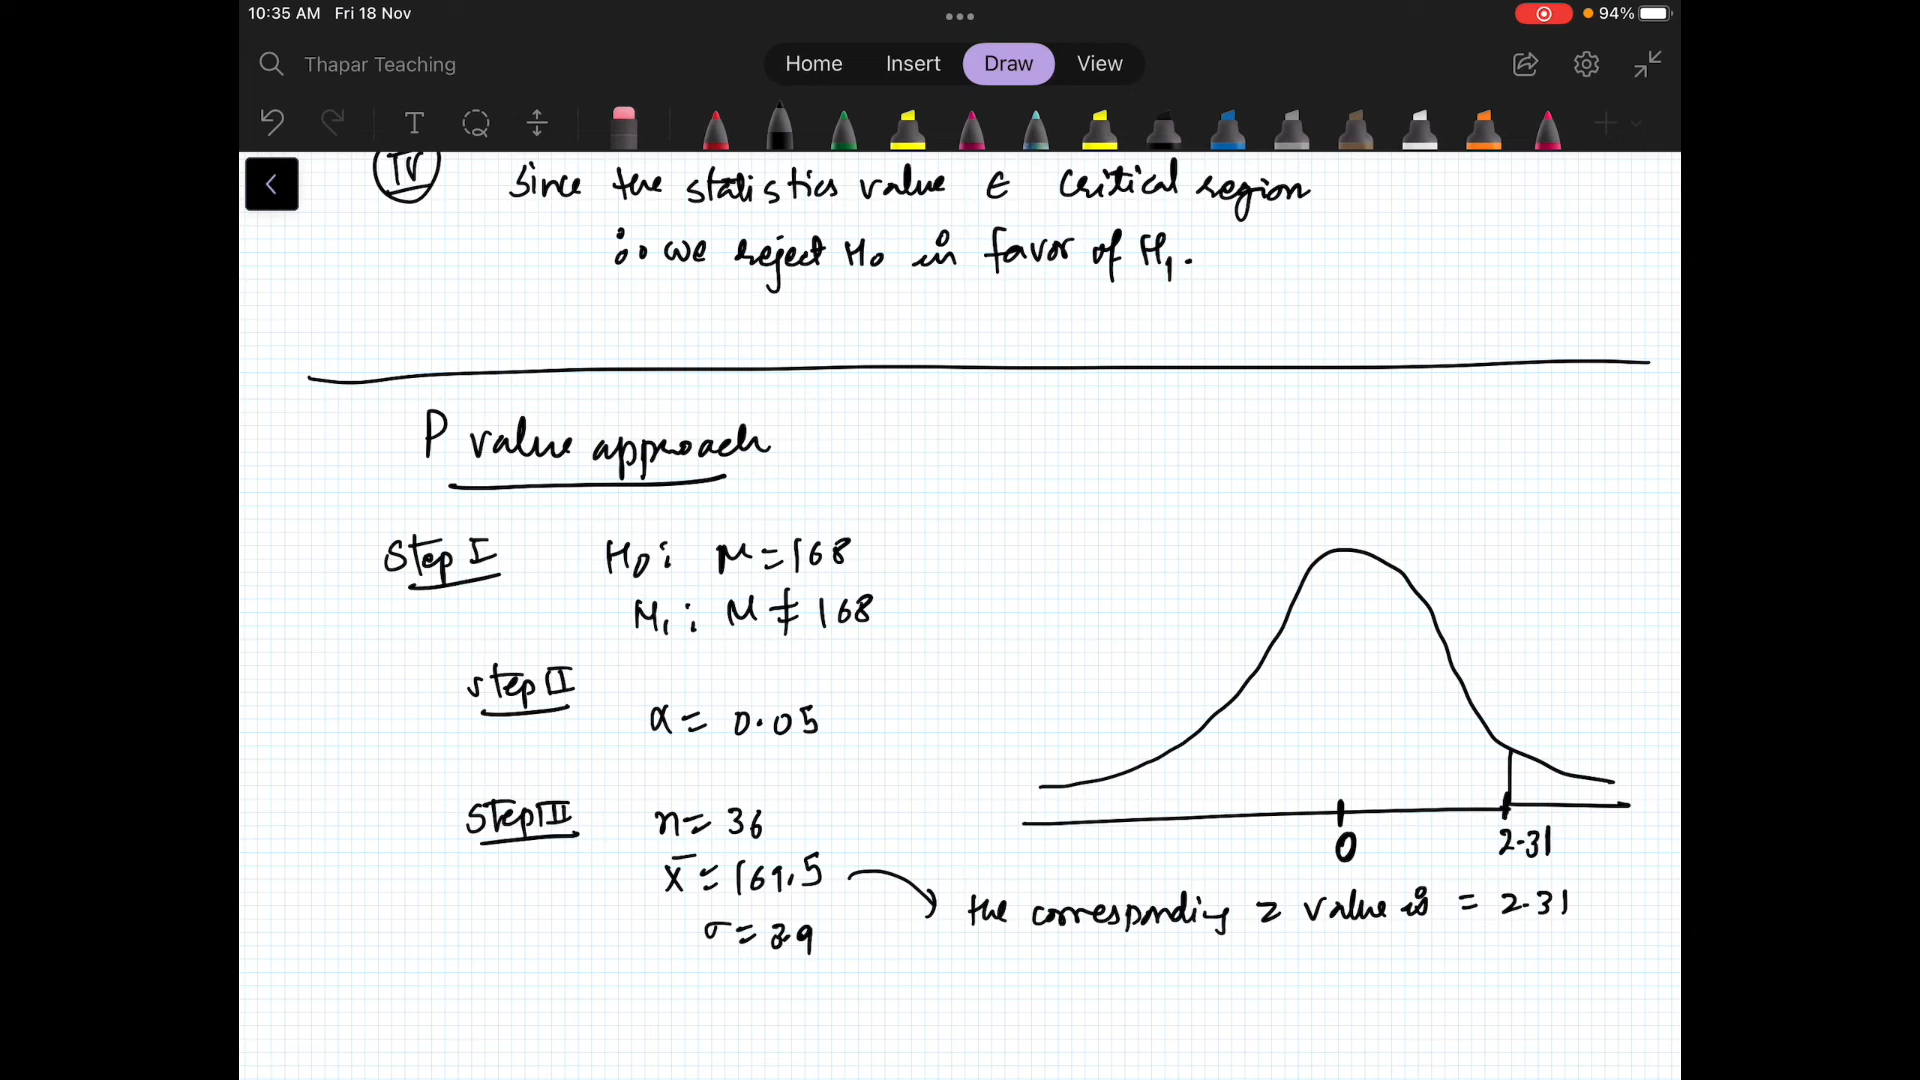 10:35 AM Fri 18 Nov
94%
Thapar Teaching
Home Insert Draw View
IV Since the statistics value ∈ critical region
∴ we reject H0 in favor of H1.
P value approach
Step I H0: μ = 168
H1: μ ≠ 168
Step II
α = 0.05
Step III n = 36
x̄ = 169.5
σ = 3.9
0 2.31
the corresponding z value is = 2.31